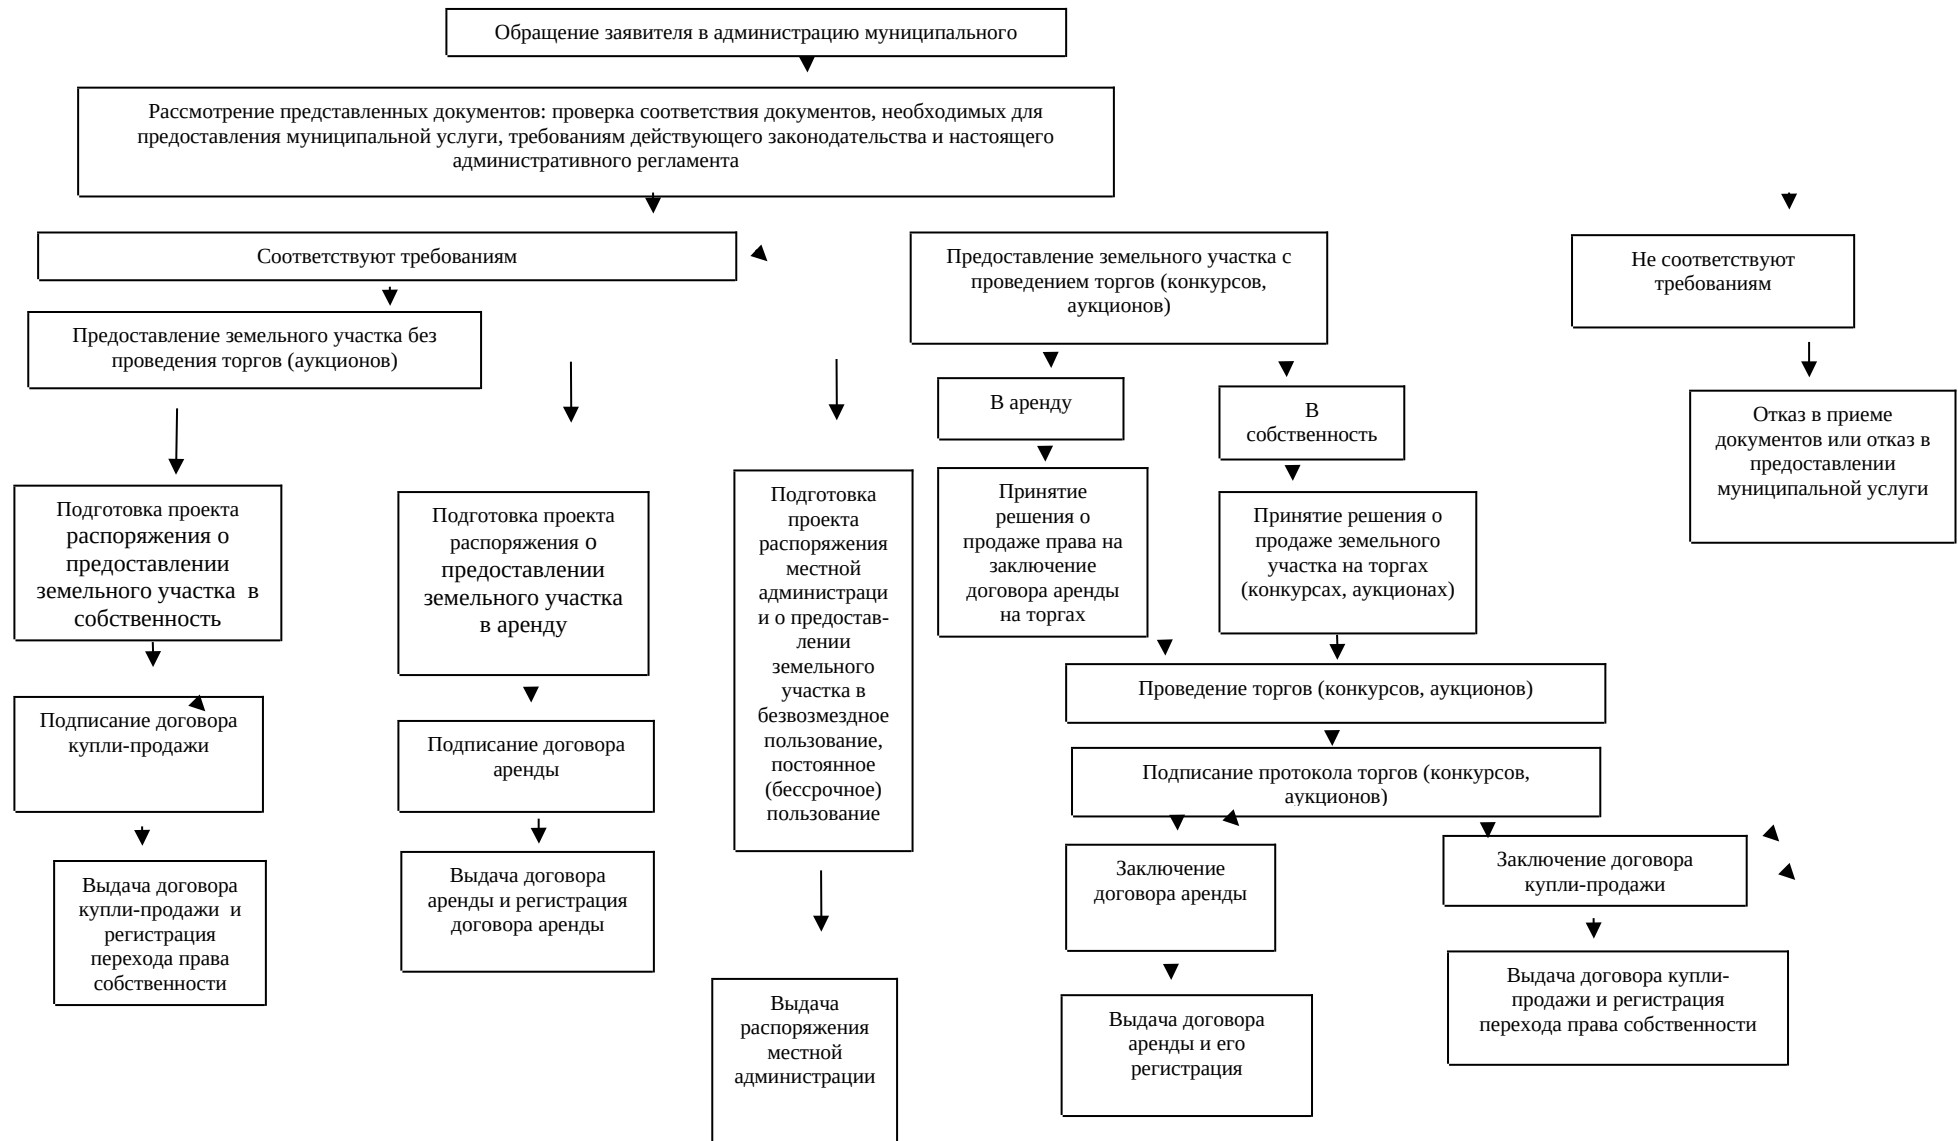 Обращение заявителя в администрацию муниципального
Рассмотрение представленных документов: проверка соответствия документов, необходимых для
предоставления муниципальной услуги, требованиям действующего законодательства и настоящего
административного регламента
Соответствуют требованиям
Предоставление земельного участка с
проведением торгов (конкурсов,
аукционов)
Не соответствуют
требованиям
Предоставление земельного участка без
проведения торгов (аукционов)
В аренду
В
собственность
Отказ в приеме
документов или отказ в
предоставлении
муниципальной услуги
Подготовка проекта
распоряжения о
предоставлении
земельного участка  в
собственность
Подготовка проекта
распоряжения о
предоставлении
земельного участка
в аренду
Подготовка
проекта
распоряжения
местной
администраци
и о предостав-
лении
земельного
участка в
безвозмездное
пользование,
постоянное
(бессрочное)
пользование
Принятие
решения о
продаже права на
заключение
договора аренды
на торгах
Принятие решения о
продаже земельного
участка на торгах
(конкурсах, аукционах)
Проведение торгов (конкурсов, аукционов)
Подписание договора
купли-продажи
Подписание договора
аренды
Подписание протокола торгов (конкурсов,
аукционов)
Выдача договора
купли-продажи  и
регистрация
перехода права
собственности
Выдача договора
аренды и регистрация
договора аренды
Заключение
договора аренды
Заключение договора
купли-продажи
Выдача
распоряжения
местной
администрации
Выдача договора
аренды и его
регистрация
Выдача договора купли-
продажи и регистрация
перехода права собственности